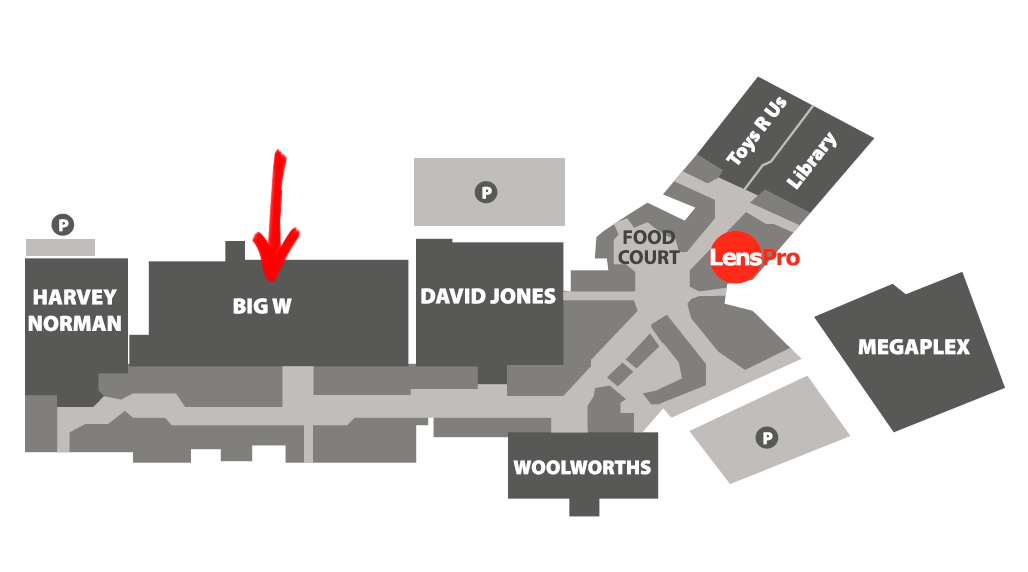 Toys R Us
Library
P
P
FOOD
COURT
LensPro
HARVEY
NORMAN
BIG W
DAVID JONES
MEGAPLEX
P
WOOLWORTHS